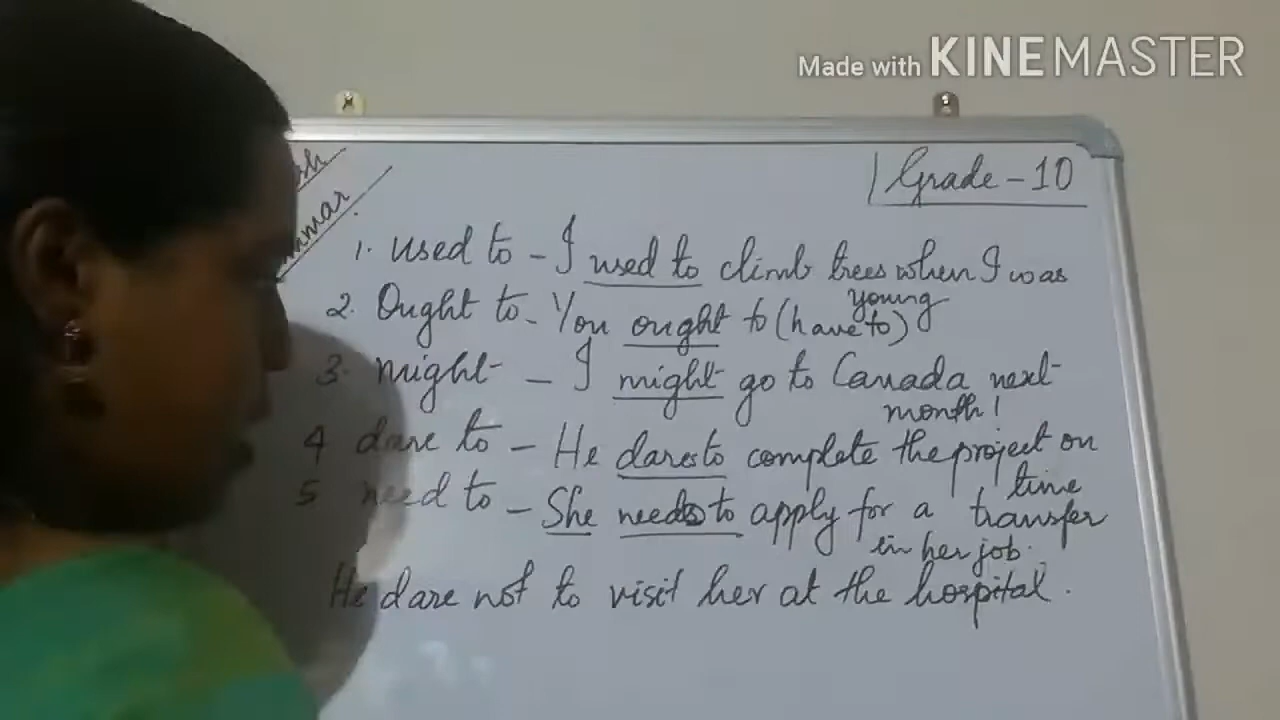 Made with KINEMASTER
Grade - 10
1. used to - I used to climb trees when I was
young
2. Ought to - You ought to (have to)
3. might - I might go to Canada next
month!
4 dare to - He dares to complete the project on
time
5 need to - She needs to apply for a transfer
in her job.
He dare not to visit her at the hospital.